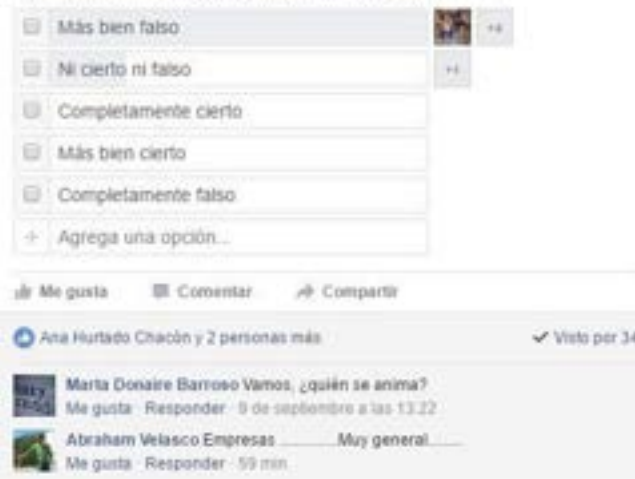 Más bien falso
Ni cierto ni falso
Completamente cierto
Más bien cierto
Completamente falso
+ Agrega una opción...
Me gusta Comentar Compartir
Ana Hurtado Chacón y 2 personas más ✓ Visto por 34
Marta Donaire Barroso Vamos, ¿quién se anima?
Me gusta · Responder · 9 de septiembre a las 13:22
Abraham Velasco Empresas ..............Muy general.........
Me gusta · Responder · 59 min